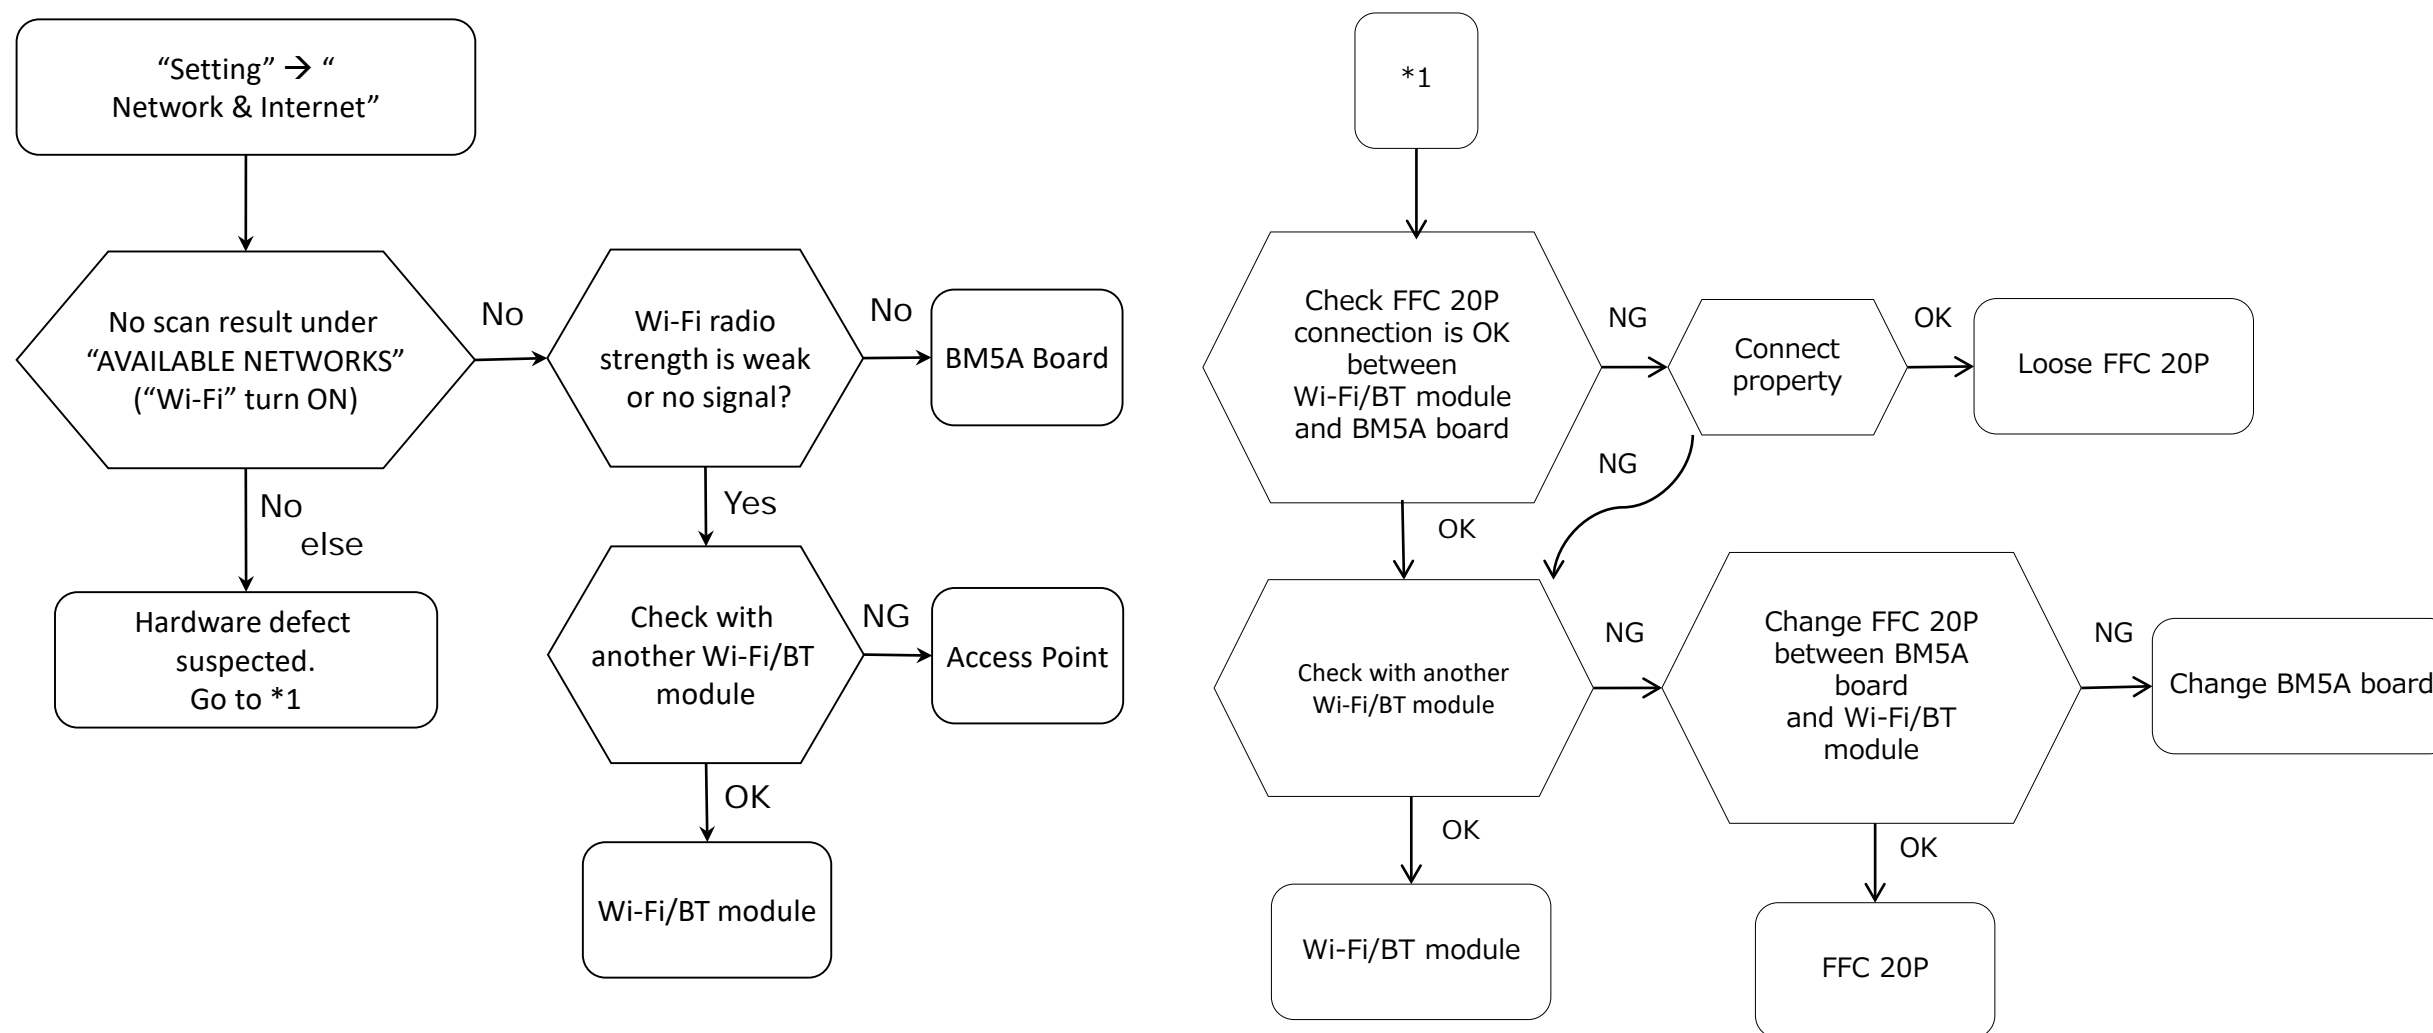 “Setting” → “
Network & Internet”
No scan result under
“AVAILABLE NETWORKS”
(“Wi-Fi” turn ON)
No
Wi-Fi radio
strength is weak
or no signal?
No
BM5A Board
No
else
Yes
Hardware defect
suspected.
Go to *1
Check with
another Wi-Fi/BT
module
NG
Access Point
OK
Wi-Fi/BT module
*1
Check FFC 20P
connection is OK
between
Wi-Fi/BT module
and BM5A board
NG
Connect
property
OK
Loose FFC 20P
NG
OK
Check with another
Wi-Fi/BT module
NG
Change FFC 20P
between BM5A
board
and Wi-Fi/BT
module
NG
Change BM5A board
OK
Wi-Fi/BT module
OK
FFC 20P